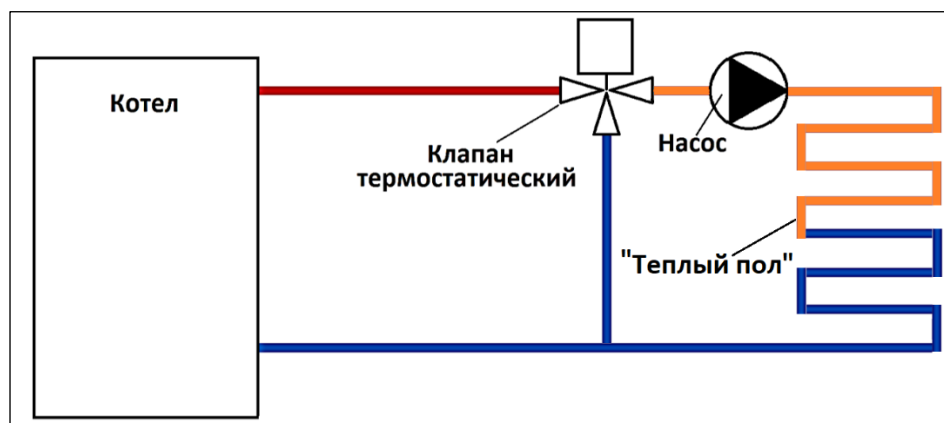 Котел
Клапан
термостатический
Насос
"Теплый пол"